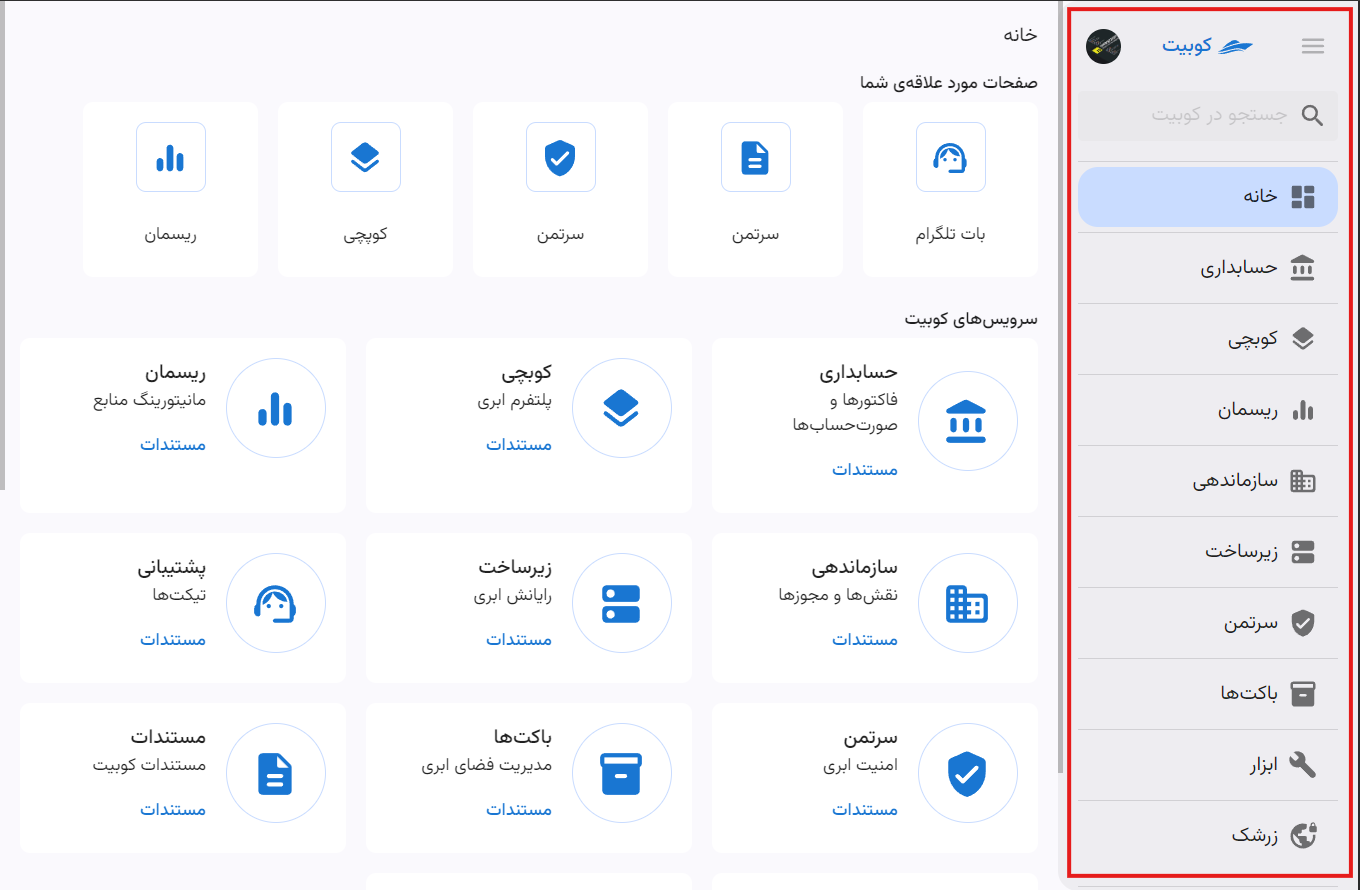 کوبیت
جستجو در کوبیت
خانه
حسابداری
کوبچی
ریسمان
سازماندهی
زیرساخت
سرتمن
باکت‌ها
ابزار
زرشک
خانه
صفحات مورد علاقه‌ی شما
بات تلگرام
سرتمن
سرتمن
کوپچی
ریسمان
سرویس‌های کوبیت
حسابداری
فاکتورها و
صورت‌حساب‌ها
مستندات
کوبچی
پلتفرم ابری
مستندات
ریسمان
مانیتورینگ منابع
مستندات
سازماندهی
نقش‌ها و مجوزها
مستندات
زیرساخت
رایانش ابری
مستندات
پشتیبانی
تیکت‌ها
مستندات
سرتمن
امنیت ابری
مستندات
باکت‌ها
مدیریت فضای ابری
مستندات
مستندات
مستندات کوبیت
مستندات